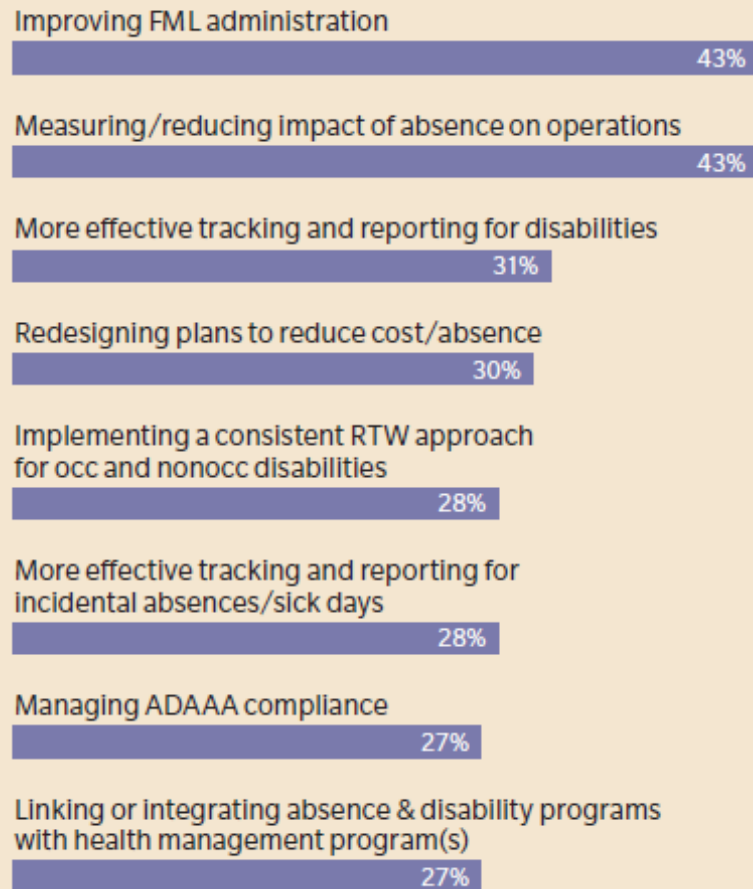 Improving FML administration
43%
Measuring/reducing impact of absence on operations
43%
More effective tracking and reporting for disabilities
31%
Redesigning plans to reduce cost/absence
30%
Implementing a consistent RTW approach
for occ and nonocc disabilities
28%
More effective tracking and reporting for
incidental absences/sick days
28%
Managing ADAAA compliance
27%
Linking or integrating absence & disability programs
with health management program(s)
27%